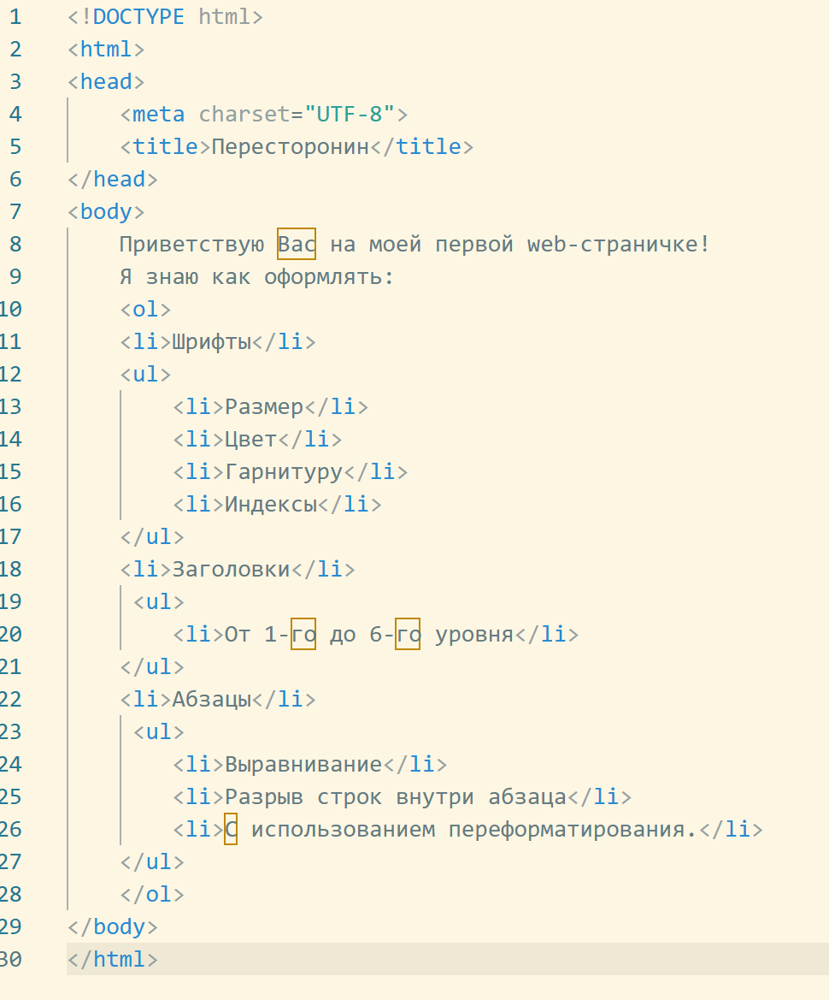 1 <!DOCTYPE html>
2 <html>
3 <head>
4     <meta charset="UTF-8">
5     <title>Пересторонин</title>
6 </head>
7 <body>
8     Приветствую Вас на моей первой web-страничке!
9     Я знаю как оформлять:
10     <ol>
11     <li>Шрифты</li>
12     <ul>
13         <li>Размер</li>
14         <li>Цвет</li>
15         <li>Гарнитуру</li>
16         <li>Индексы</li>
17     </ul>
18     <li>Заголовки</li>
19      <ul>
20         <li>От 1-го до 6-го уровня</li>
21     </ul>
22     <li>Абзацы</li>
23      <ul>
24         <li>Выравнивание</li>
25         <li>Разрыв строк внутри абзаца</li>
26         <li>С использованием переформатирования.</li>
27     </ul>
28     </ol>
29 </body>
30 </html>